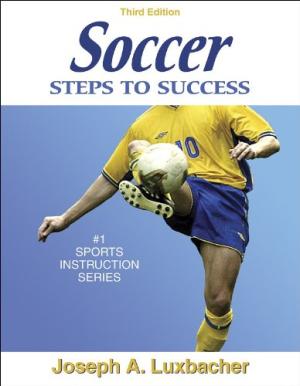 Third Edition
Soccer
STEPS TO SUCCESS
10
#1
SPORTS
INSTRUCTION
SERIES
Joseph A. Luxbacher